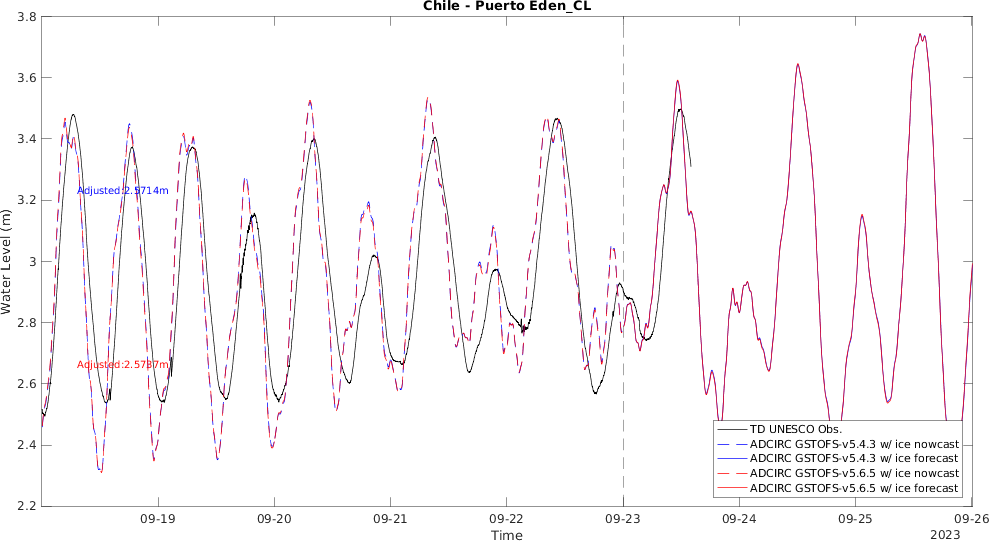 Chile - Puerto Eden_CL
3.8
3.6
3.4
3.2
3
2.8
2.6
2.4
2.2
Water Level (m)
Adjusted:2.5714m
Adjusted:2.5787m
TD UNESCO Obs.
ADCIRC GSTOFS-v5.4.3 w/ ice nowcast
ADCIRC GSTOFS-v5.4.3 w/ ice forecast
ADCIRC GSTOFS-v5.6.5 w/ ice nowcast
ADCIRC GSTOFS-v5.6.5 w/ ice forecast
09-19
09-20
09-21
09-22
09-23
09-24
09-25
09-26
Time
2023